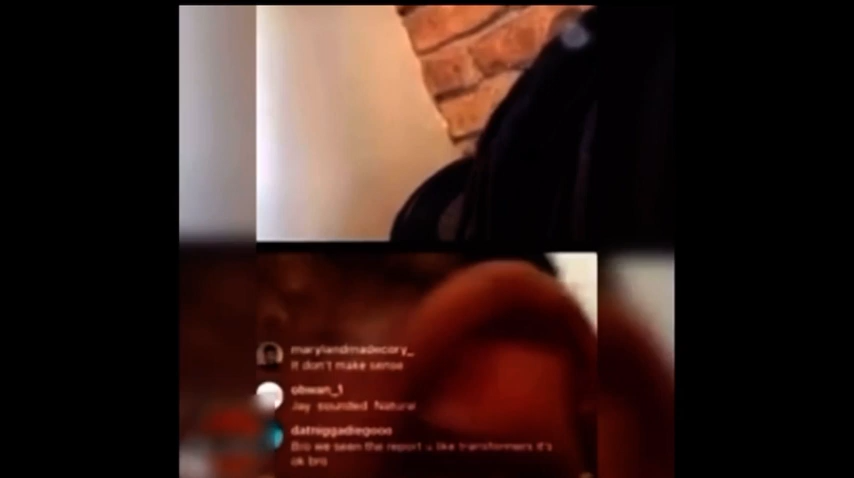 marylandmadecory_
It don't make sense
obwan_1
Jay sounded Natural
datniggadiegooo
Bro we seen the report u like transformers it's
ok bro